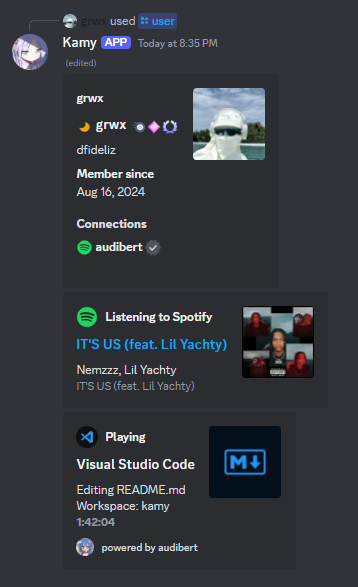 grwx used user
Kamy APP Today at 8:35 PM
(edited)
grwx
grwx
dfideliz
Member since
Aug 16, 2024
Connections
audibert
Listening to Spotify
IT'S US (feat. Lil Yachty)
Nemzzz, Lil Yachty
IT'S US (feat. Lil Yachty)
Playing
Visual Studio Code
Editing README.md
Workspace: kamy
1:42:04
powered by audibert
M